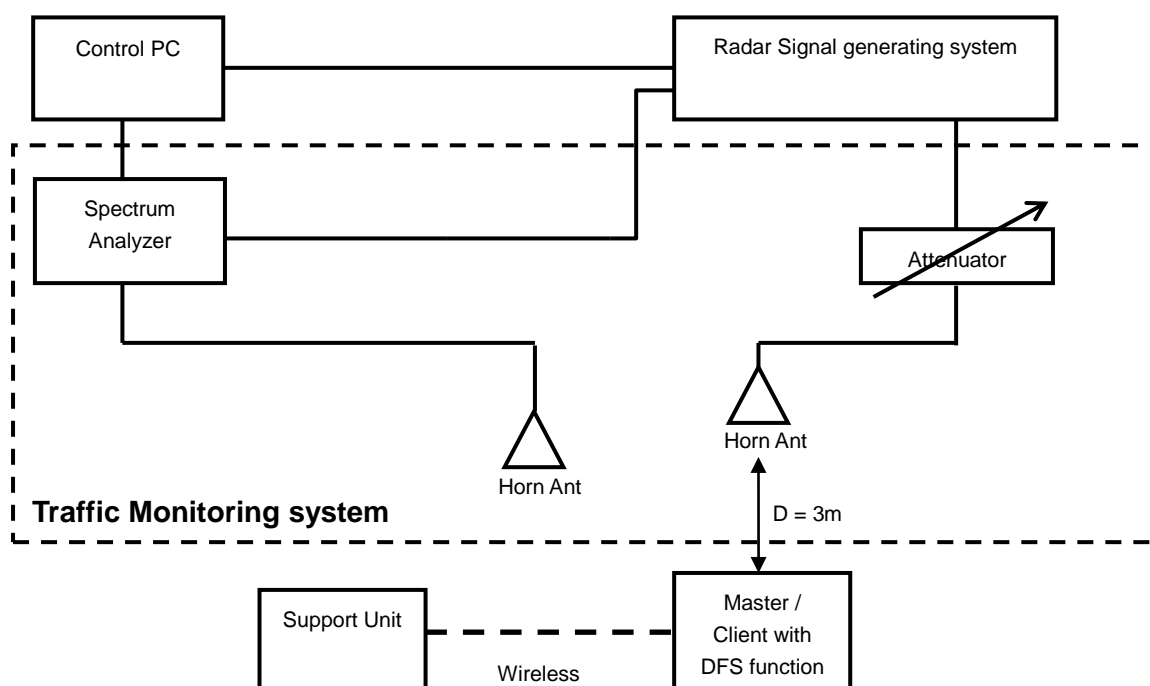 Control PC
Radar Signal generating system
Spectrum
Analyzer
Attenuator
Horn Ant
Horn Ant
Traffic Monitoring system
D = 3m
Support Unit
Wireless
Master /
Client with
DFS function